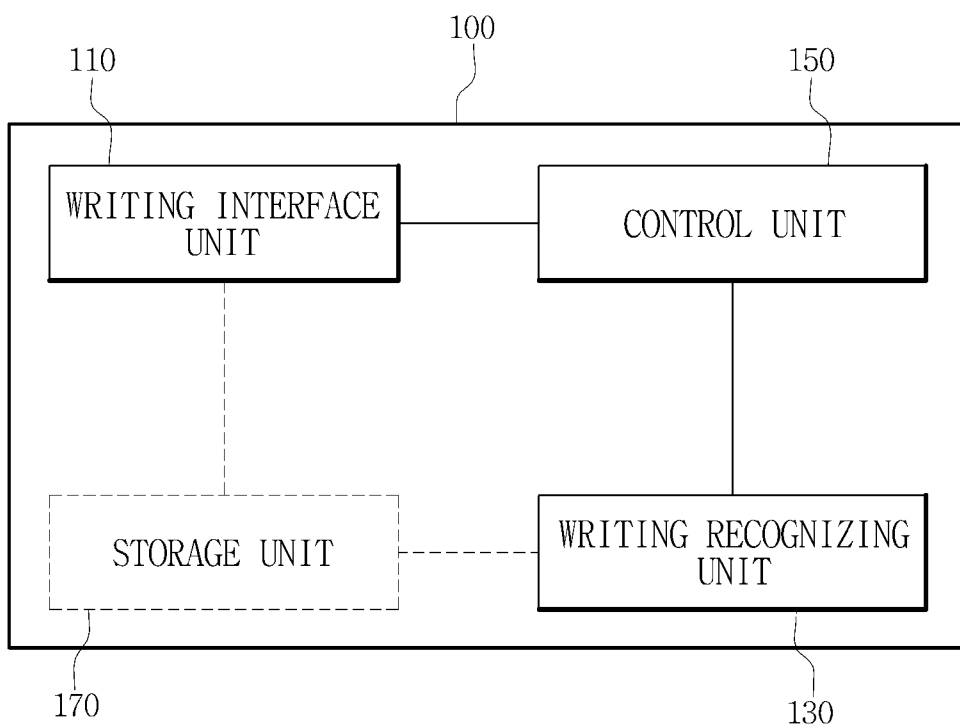 100
110
150
WRITING INTERFACE
UNIT
CONTROL UNIT
STORAGE UNIT
WRITING RECOGNIZING
UNIT
170
130